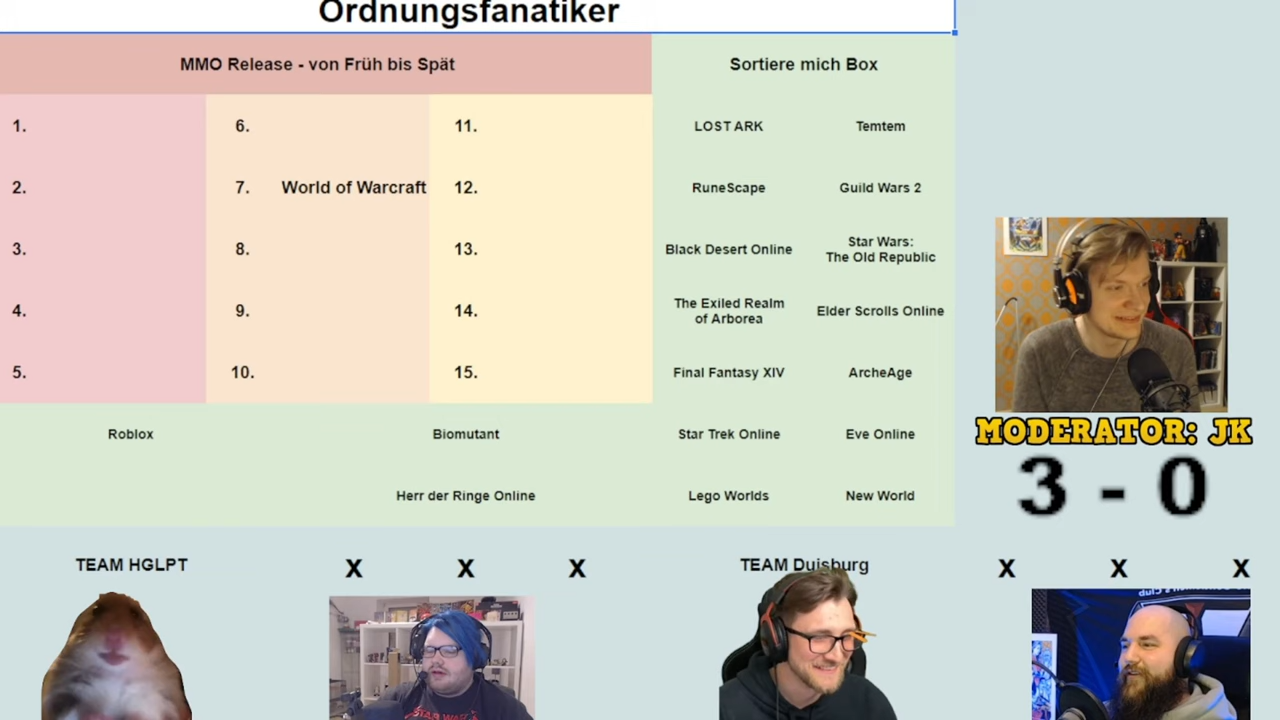 Ordnungsfanatiker
MMO Release - von Früh bis Spät
Sortiere mich Box
1.
6.
11.
LOST ARK
Temtem
2.
7.
World of Warcraft
12.
RuneScape
Guild Wars 2
3.
8.
13.
Black Desert Online
Star Wars:
The Old Republic
4.
9.
14.
The Exiled Realm
of Arborea
Elder Scrolls Online
5.
10.
15.
Final Fantasy XIV
ArcheAge
Roblox
Biomutant
Star Trek Online
Eve Online
Herr der Ringe Online
Lego Worlds
New World
MODERATOR: JK
3 - 0
TEAM HGLPT
X
X
X
TEAM Duisburg
X
X
X
STAR WARS